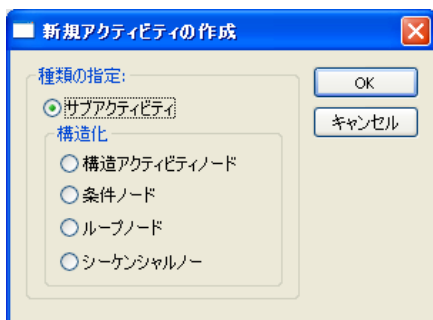 新規アクティビティの作成
種類の指定:
OK
サブアクティビティ
キャンセル
構造化
構造アクティビティノード
条件ノード
ループノード
シーケンシャルノー